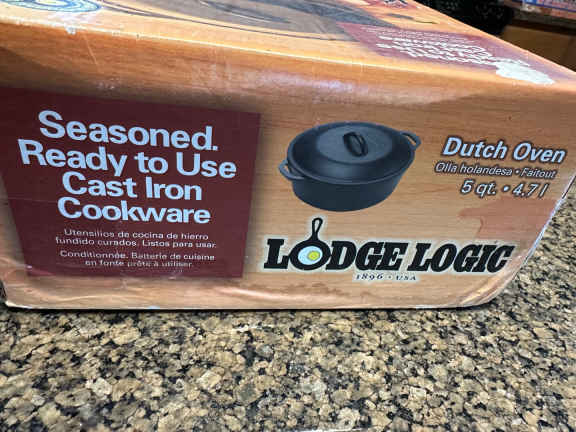 Seasoned.
Ready to Use
Cast Iron
Cookware
Utensilios de cocina de hierro
fundido curados. Listos para usar.
Conditionnée. Batterie de cuisine
en fonte prête à utiliser.
Dutch Oven
Olla holandesa • Faitout
5 qt. • 4.7 l
LODGE LOGIC
1896 • USA